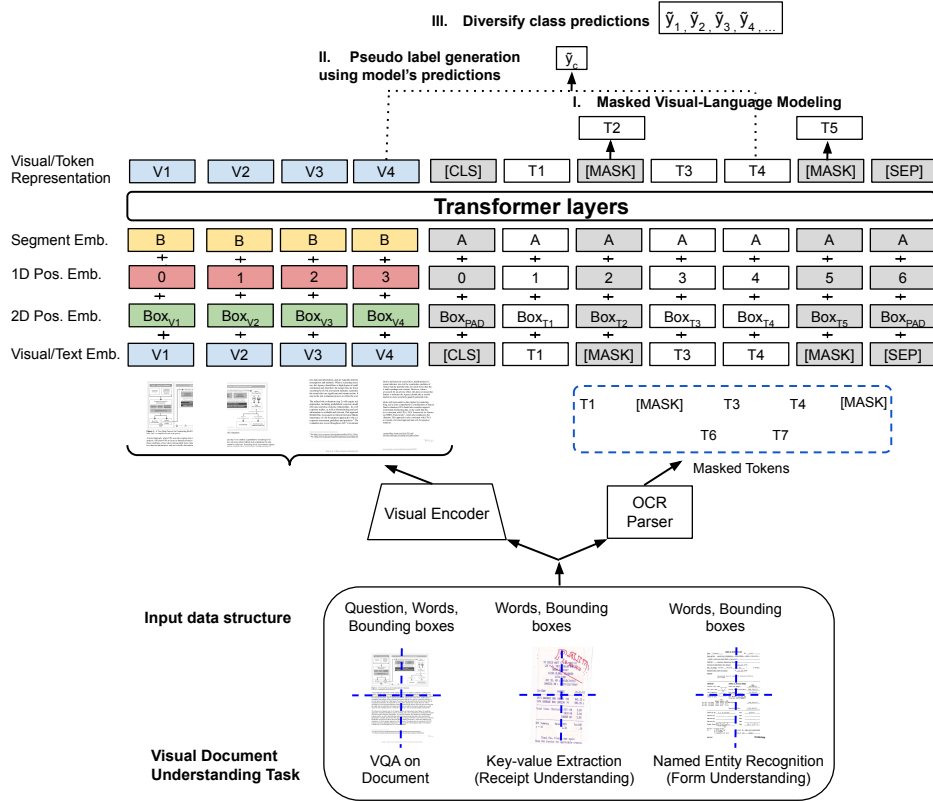 III. Diversify class predictions
ỹ1, ỹ2, ỹ3, ỹ4, ...
II. Pseudo label generation
using model's predictions
ỹc
I. Masked Visual-Language Modeling
T2 T5
Visual/Token
Representation
V1 V2 V3 V4 [CLS] T1 [MASK] T3 T4 [MASK] [SEP]
Transformer layers
Segment Emb. B B B B A A A A A A A
+ + + + + + + + + + +
1D Pos. Emb. 0 1 2 3 0 1 2 3 4 5 6
+ + + + + + + + + + +
2D Pos. Emb. BoxV1 BoxV2 BoxV3 BoxV4 BoxPAD BoxT1 BoxT2 BoxT3 BoxT4 BoxT5 BoxPAD
+ + + + + + + + + + +
Visual/Text Emb. V1 V2 V3 V4 [CLS] T1 [MASK] T3 T4 [MASK] [SEP]
T1 [MASK] T3 T4 [MASK]
T6 T7
Masked Tokens
Visual Encoder
OCR
Parser
Input data structure
Question, Words,
Bounding boxes
Words, Bounding
boxes
Words, Bounding
boxes
Visual Document
Understanding Task
VQA on
Document
Key-value Extraction
(Receipt Understanding)
Named Entity Recognition
(Form Understanding)